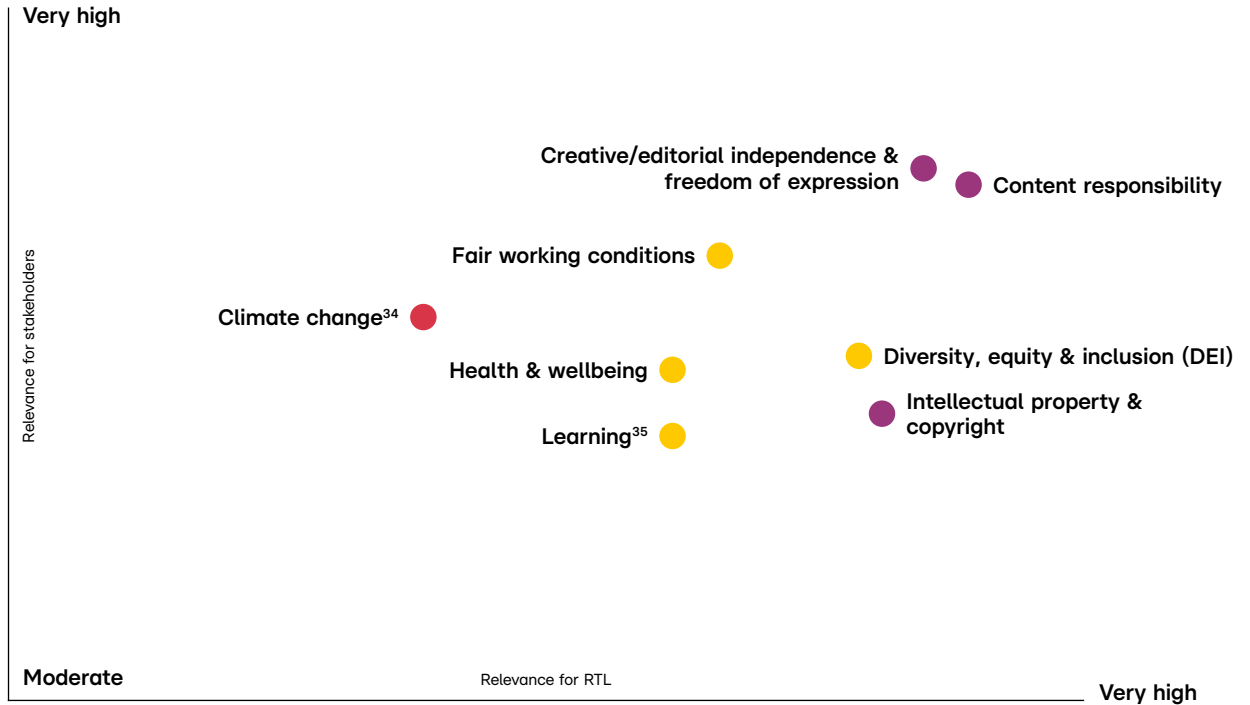 Very high
Creative/editorial independence &
freedom of expression
Content responsibility
Fair working conditions
Relevance for stakeholders
Climate change³⁴
Diversity, equity & inclusion (DEI)
Health & wellbeing
Intellectual property &
copyright
Learning³⁵
Moderate
Relevance for RTL
Very high